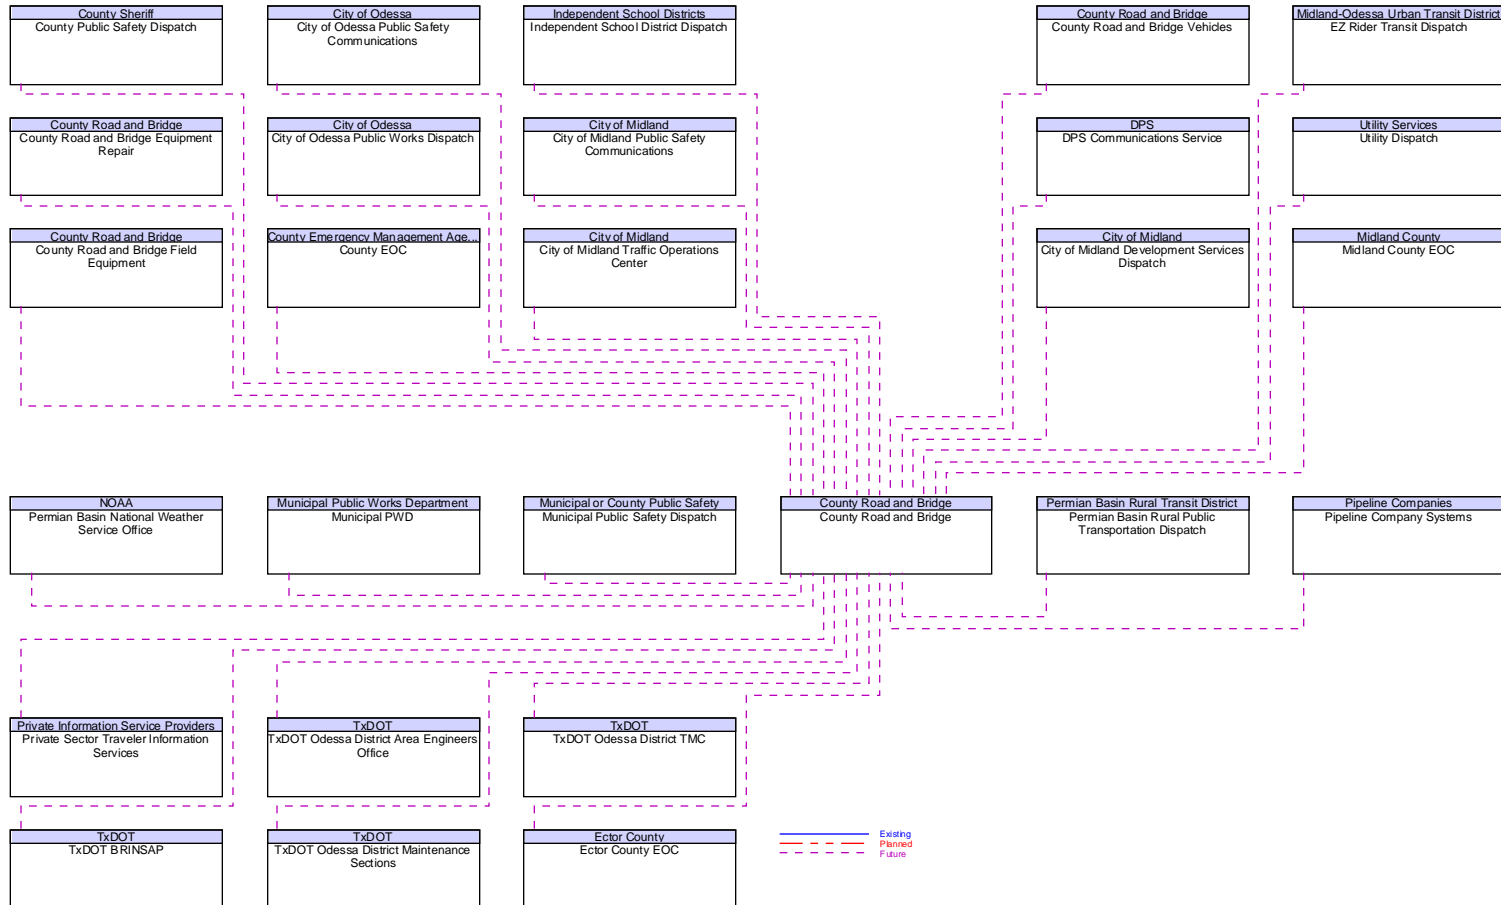 County Sheriff
County Public Safety Dispatch
City of Odessa
City of Odessa Public Safety
Communications
Independent School Districts
Independent School District Dispatch
County Road and Bridge
County Road and Bridge Vehicles
Midland-Odessa Urban Transit District
EZ Rider Transit Dispatch
County Road and Bridge
County Road and Bridge Equipment
Repair
City of Odessa
City of Odessa Public Works Dispatch
City of Midland
City of Midland Public Safety
Communications
DPS
DPS Communications Service
Utility Services
Utility Dispatch
County Road and Bridge
County Road and Bridge Field
Equipment
County Emergency Management Age...
County EOC
City of Midland
City of Midland Traffic Operations
Center
City of Midland
City of Midland Development Services
Dispatch
Midland County
Midland County EOC
NOAA
Permian Basin National Weather
Service Office
Municipal Public Works Department
Municipal PWD
Municipal or County Public Safety
Municipal Public Safety Dispatch
County Road and Bridge
County Road and Bridge
Permian Basin Rural Transit District
Permian Basin Rural Public
Transportation Dispatch
Pipeline Companies
Pipeline Company Systems
Private Information Service Providers
Private Sector Traveler Information
Services
TxDOT
TxDOT Odessa District Area Engineers
Office
TxDOT
TxDOT Odessa District TMC
TxDOT
TxDOT BRINSAP
TxDOT
TxDOT Odessa District Maintenance
Sections
Ector County
Ector County EOC
Existing
Planned
Future